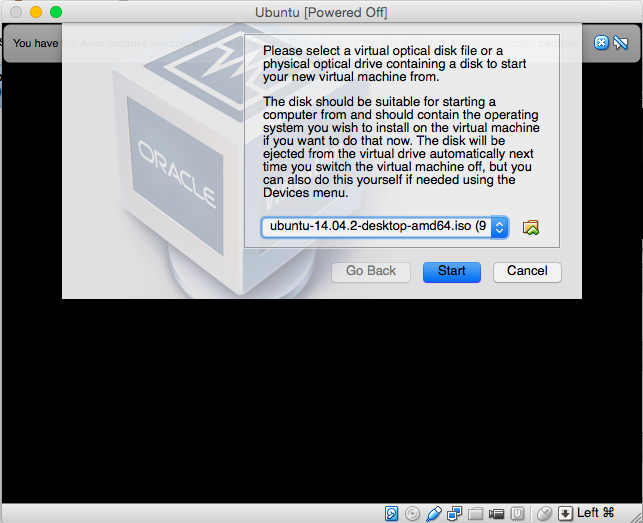 Ubuntu [Powered Off]
You have the Auto capture keyboard
Please select a virtual optical disk file or a
physical optical drive containing a disk to start
your new virtual machine from.
The disk should be suitable for starting a
computer from and should contain the operating
system you wish to install on the virtual machine
if you want to do that now. The disk will be
ejected from the virtual drive automatically next
time you switch the virtual machine off, but you
can also do this yourself if needed using the
Devices menu.
ORACLE
ubuntu-14.04.2-desktop-amd64.iso (9
Go Back
Start
Cancel
Left ⌘